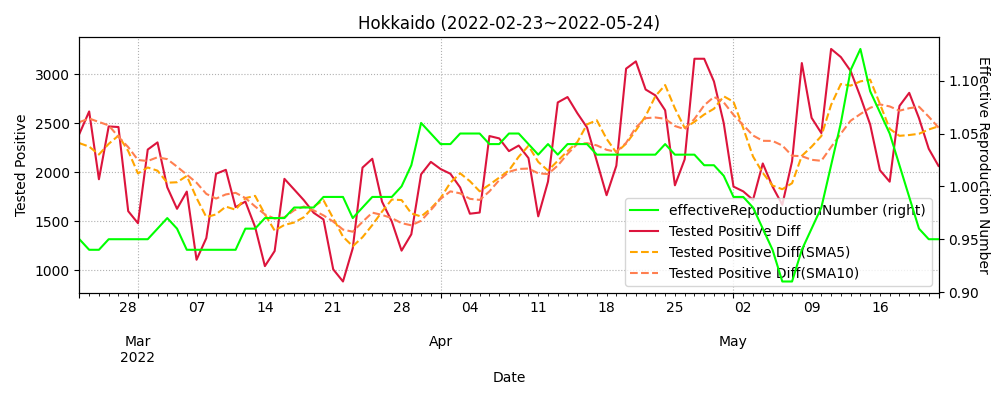 Hokkaido (2022-02-23~2022-05-24)
Tested Positive
3000
2500
2000
1500
1000
Effective Reproduction Number
1.10
1.05
1.00
0.95
0.90
effectiveReproductionNumber (right)
Tested Positive Diff
Tested Positive Diff(SMA5)
Tested Positive Diff(SMA10)
28 07 14 21 28 04 11 18 25 02 09 16
Mar Apr May
2022
Date